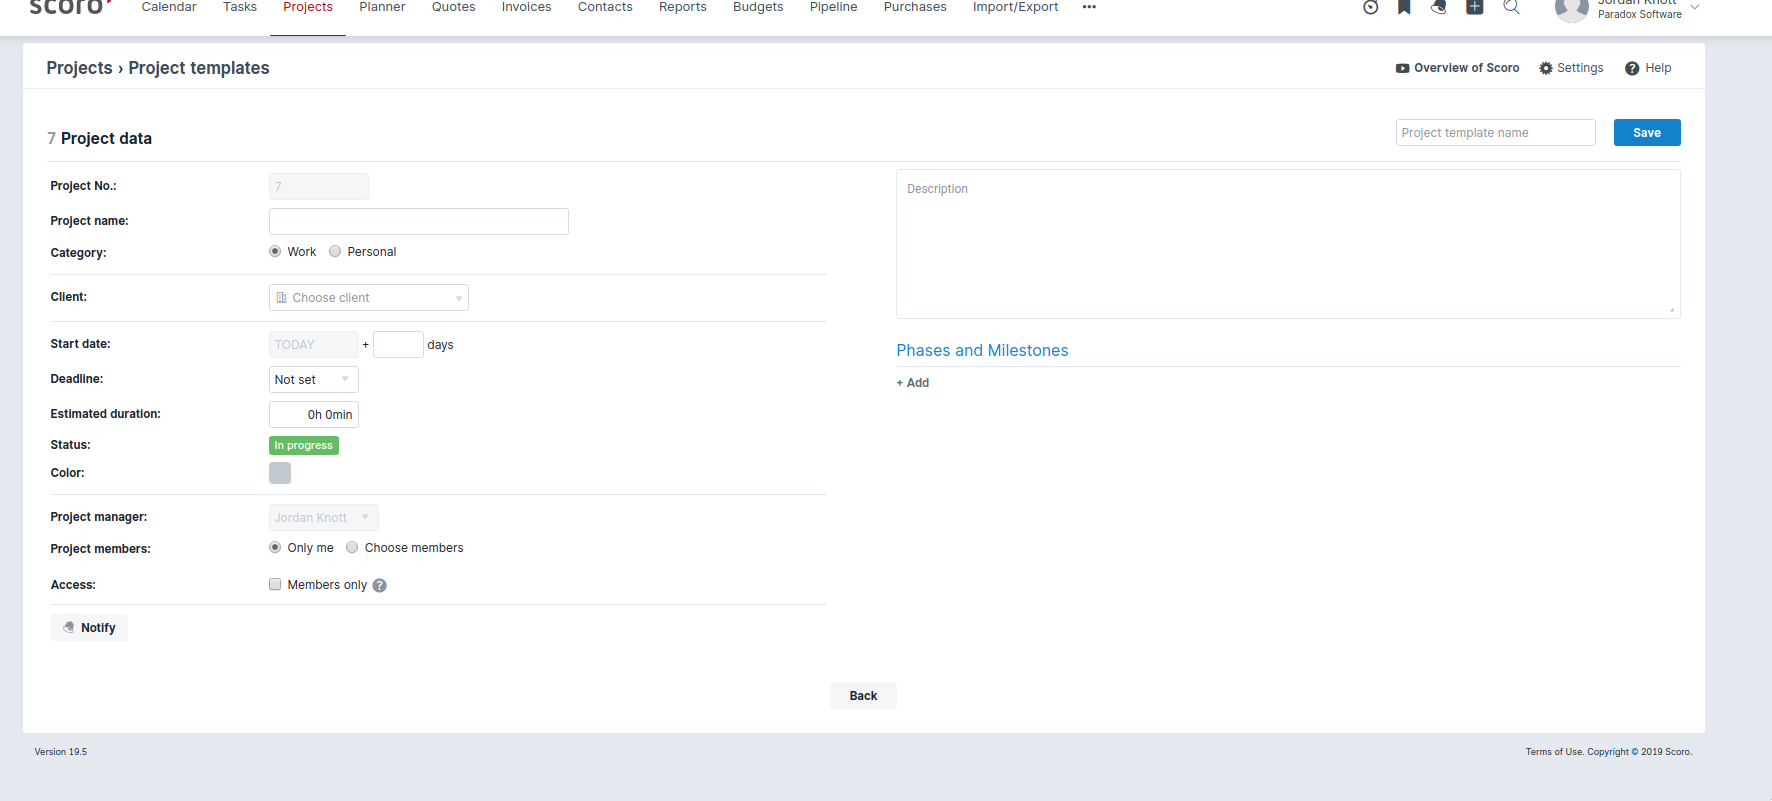 scoro
Calendar Tasks Projects Planner Quotes Invoices Contacts Reports Budgets Pipeline Purchases Import/Export •••
Jordan Knott
Paradox Software
Projects › Project templates
Overview of Scoro Settings Help
7 Project data
Project template name Save
Project No.: 7
Description
Project name:
Category: Work Personal
Client: Choose client
Start date: TODAY + days
Phases and Milestones
Deadline: Not set
+ Add
Estimated duration: 0h 0min
Status: In progress
Color:
Project manager: Jordan Knott
Project members: Only me Choose members
Access: Members only ?
Notify
Back
Version 19.5
Terms of Use. Copyright © 2019 Scoro.